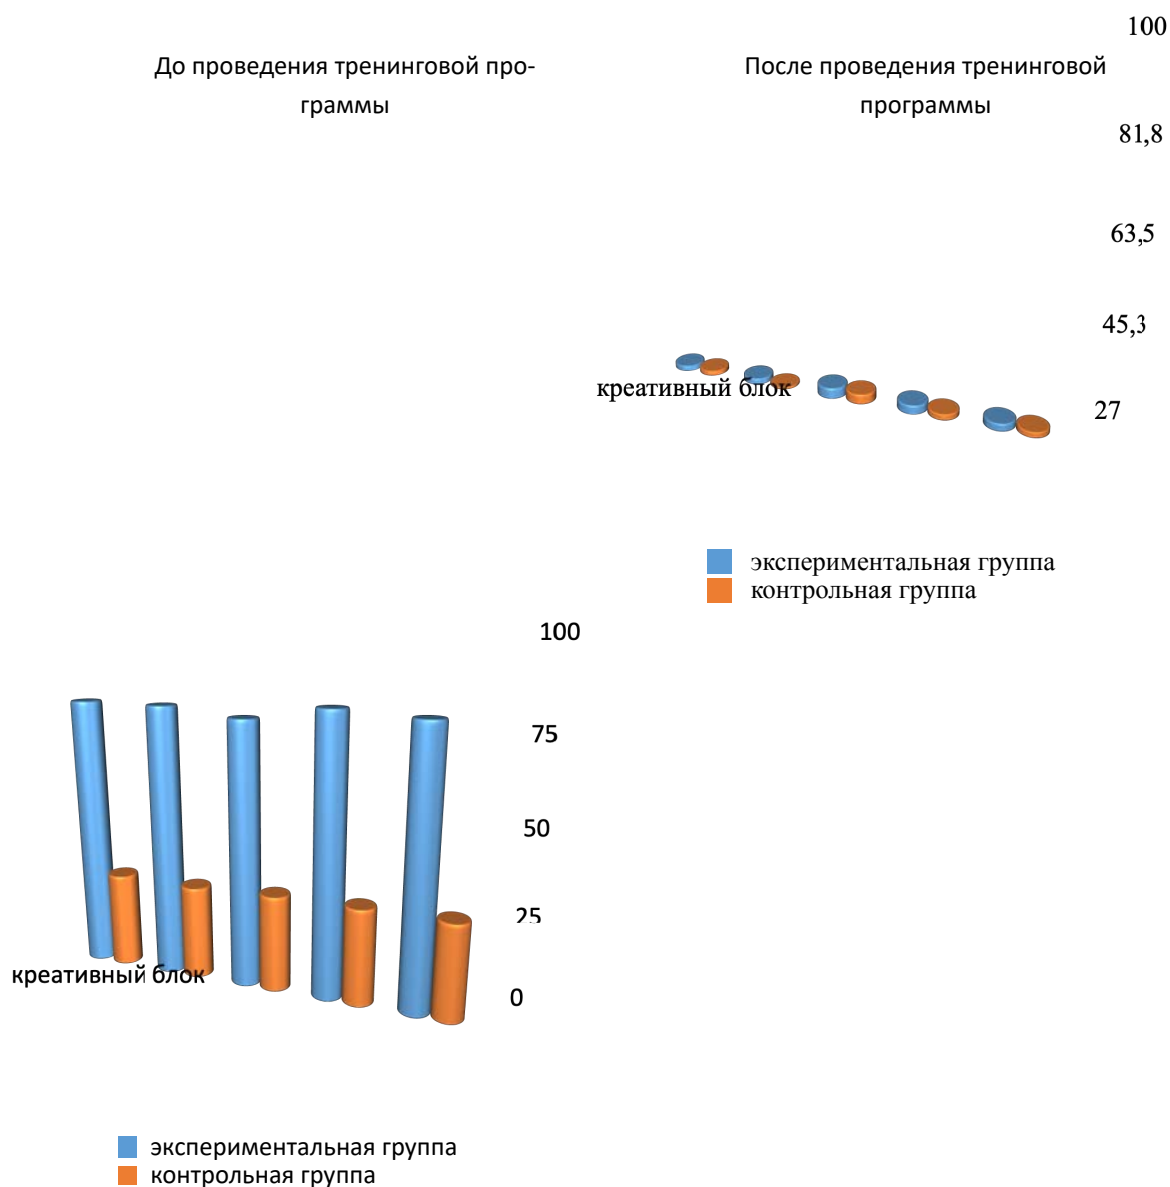 До проведения тренинговой про-
граммы
После проведения тренинговой
программы
100
81,8
63,5
45,3
27
креативный блок
экспериментальная группа
контрольная группа
100
75
50
25
0
креативный блок
экспериментальная группа
контрольная группа